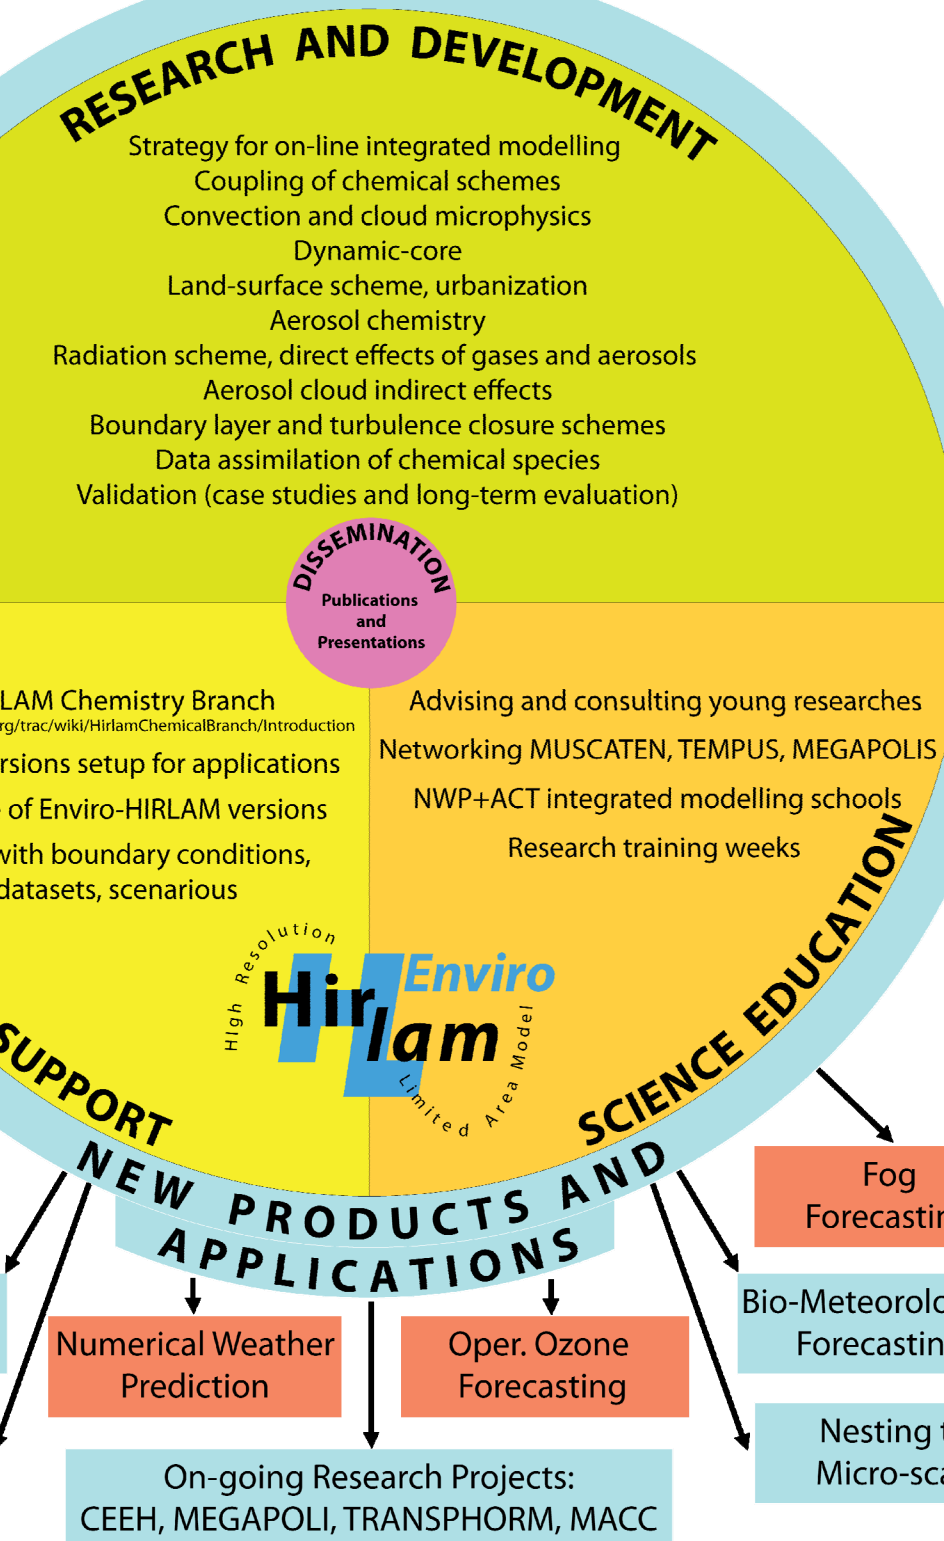 RESEARCH AND DEVELOPMENT
Strategy for on-line integrated modelling
Coupling of chemical schemes
Convection and cloud microphysics
Dynamic-core
Land-surface scheme, urbanization
Aerosol chemistry
Radiation scheme, direct effects of gases and aerosols
Aerosol cloud indirect effects
Boundary layer and turbulence closure schemes
Data assimilation of chemical species
Validation (case studies and long-term evaluation)
DISSEMINATION
Publications
and
Presentations
LAM Chemistry Branch
rg/trac/wiki/HirlamChemicalBranch/Introduction
rsions setup for applications
of Enviro-HIRLAM versions
with boundary conditions,
datasets, scenarious
SUPPORT
Advising and consulting young researches
Networking MUSCATEN, TEMPUS, MEGAPOLIS
NWP+ACT integrated modelling schools
Research training weeks
SCIENCE EDUCATION
HIgh Resolution
Enviro
Hir
lam
Limited Area Model
NEW PRODUCTS AND
APPLICATIONS
Fog
Forecastin
Bio-Meteorolo
Forecastin
Numerical Weather
Prediction
Oper. Ozone
Forecasting
Nesting t
Micro-sca
On-going Research Projects:
CEEH, MEGAPOLI, TRANSPHORM, MACC